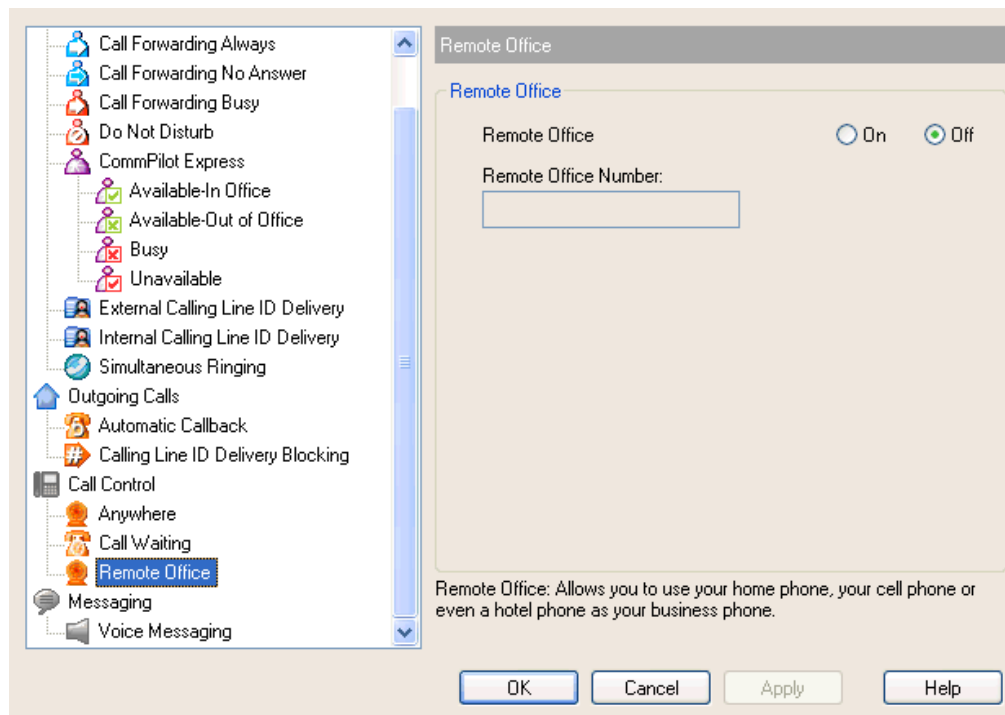 Call Forwarding Always
Call Forwarding No Answer
Call Forwarding Busy
Do Not Disturb
CommPilot Express
Available-In Office
Available-Out of Office
Busy
Unavailable
External Calling Line ID Delivery
Internal Calling Line ID Delivery
Simultaneous Ringing
Outgoing Calls
Automatic Callback
Calling Line ID Delivery Blocking
Call Control
Anywhere
Call Waiting
Remote Office
Messaging
Voice Messaging
Remote Office
Remote Office
Remote Office On Off
Remote Office Number:
Remote Office: Allows you to use your home phone, your cell phone or
even a hotel phone as your business phone.
OK Cancel Apply Help